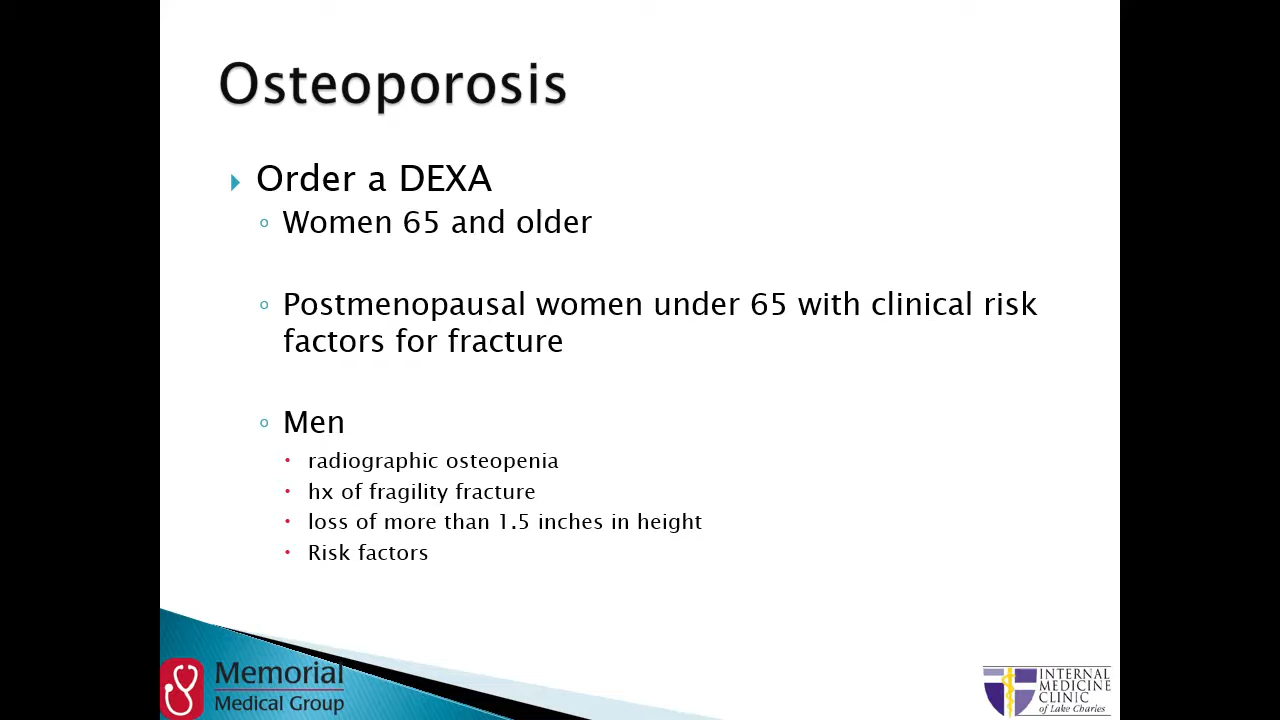 Osteoporosis
Order a DEXA
Women 65 and older
Postmenopausal women under 65 with clinical risk
factors for fracture
Men
radiographic osteopenia
hx of fragility fracture
loss of more than 1.5 inches in height
Risk factors
Memorial
Medical Group
INTERNAL
MEDICINE
CLINIC
of Lake Charles